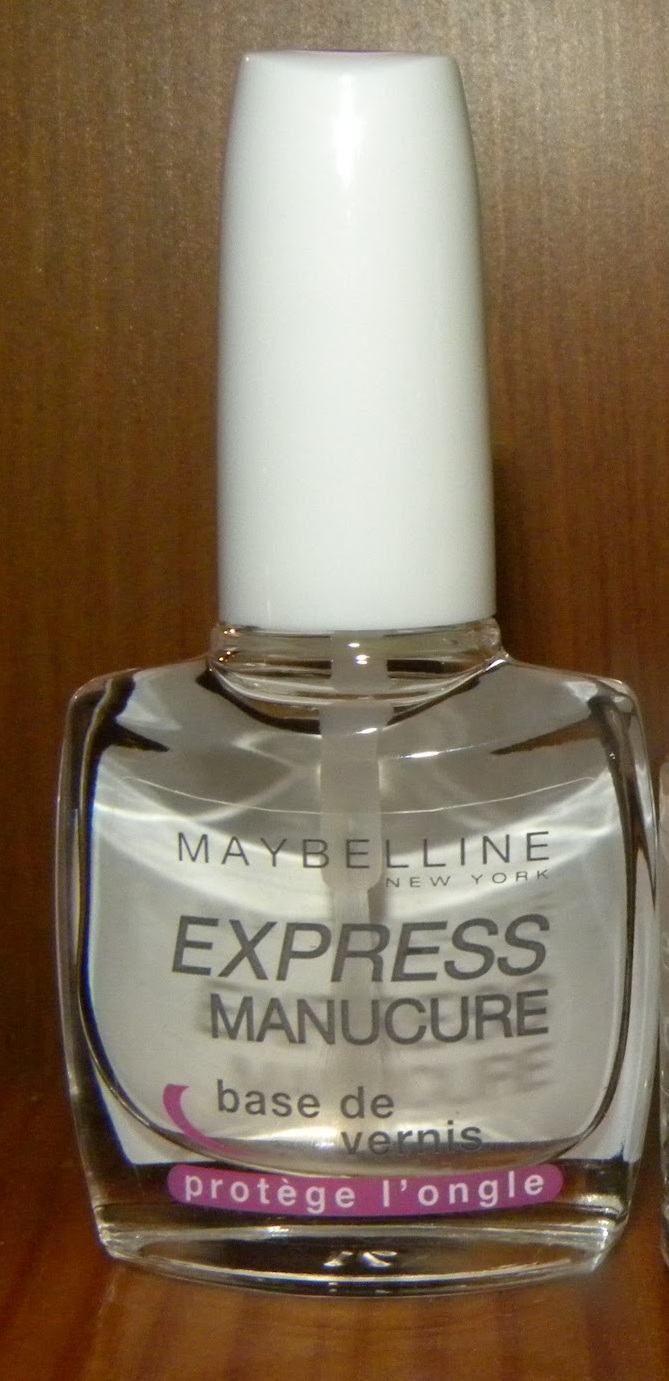 MAYBELLINE
NEW YORK
EXPRESS
MANUCURE
base de
vernis
protège l'ongle